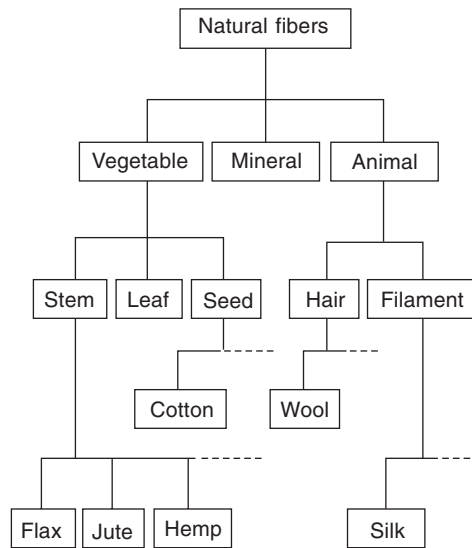 Natural fibers
Vegetable
Mineral
Animal
Stem
Leaf
Seed
Hair
Filament
Cotton
Wool
Flax
Jute
Hemp
Silk